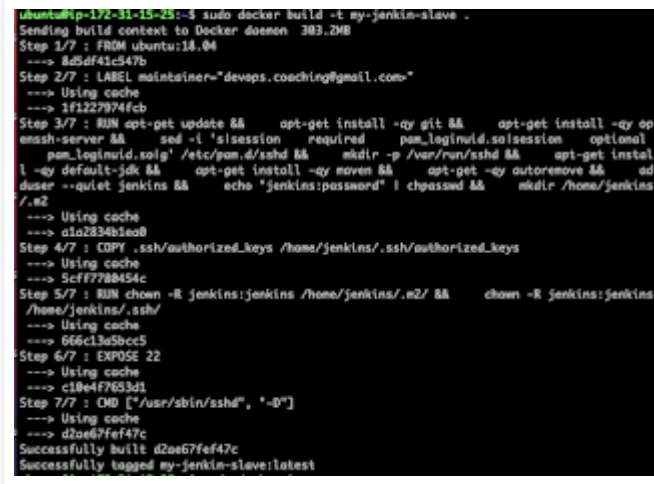 ubuntu@ip-172-31-15-25:~$ sudo docker build -t my-jenkin-slave .
Sending build context to Docker daemon  303.2MB
Step 1/7 : FROM ubuntu:18.04
---> 8d5df41c547b
Step 2/7 : LABEL maintainer="devops.coaching@gmail.com>"
---> Using cache
---> 1f1227974fcb
Step 3/7 : RUN apt-get update &&     apt-get install -qy git &&     apt-get install -qy op
enssh-server &&     sed -i 's|session    required     pam_loginuid.so|session    optional
    pam_loginuid.so|g' /etc/pam.d/sshd &&     mkdir -p /var/run/sshd &&     apt-get instal
l -qy default-jdk &&     apt-get install -qy maven &&     apt-get -qy autoremove &&     ad
duser --quiet jenkins &&     echo "jenkins:password" | chpasswd &&     mkdir /home/jenkins
/.m2
---> Using cache
---> a1a2834b1ea0
Step 4/7 : COPY .ssh/authorized_keys /home/jenkins/.ssh/authorized_keys
---> Using cache
---> 5cff7780454c
Step 5/7 : RUN chown -R jenkins:jenkins /home/jenkins/.m2/ &&     chown -R jenkins:jenkins
/home/jenkins/.ssh/
---> Using cache
---> 666c13a5bcc5
Step 6/7 : EXPOSE 22
---> Using cache
---> c10e4f7653d1
Step 7/7 : CMD ["/usr/sbin/sshd", "-D"]
---> Using cache
---> d2ae67fef47c
Successfully built d2ae67fef47c
Successfully tagged my-jenkin-slave:latest